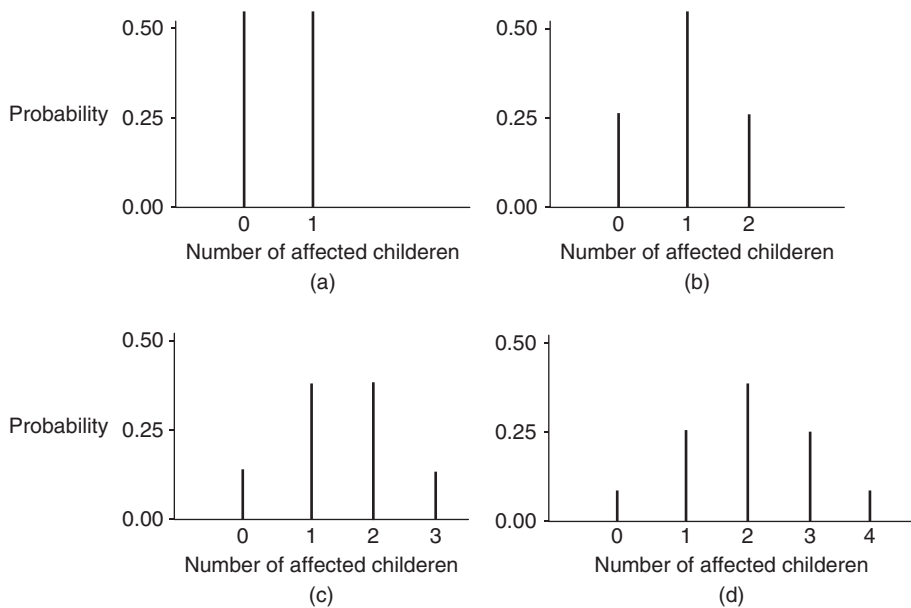 0.50
0.25
0.00
Probability
0 1
Number of affected childeren
(a)
0.50
0.25
0.00
0 1 2
Number of affected childeren
(b)
0.50
0.25
0.00
Probability
0 1 2 3
Number of affected childeren
(c)
0.50
0.25
0.00
0 1 2 3 4
Number of affected childeren
(d)